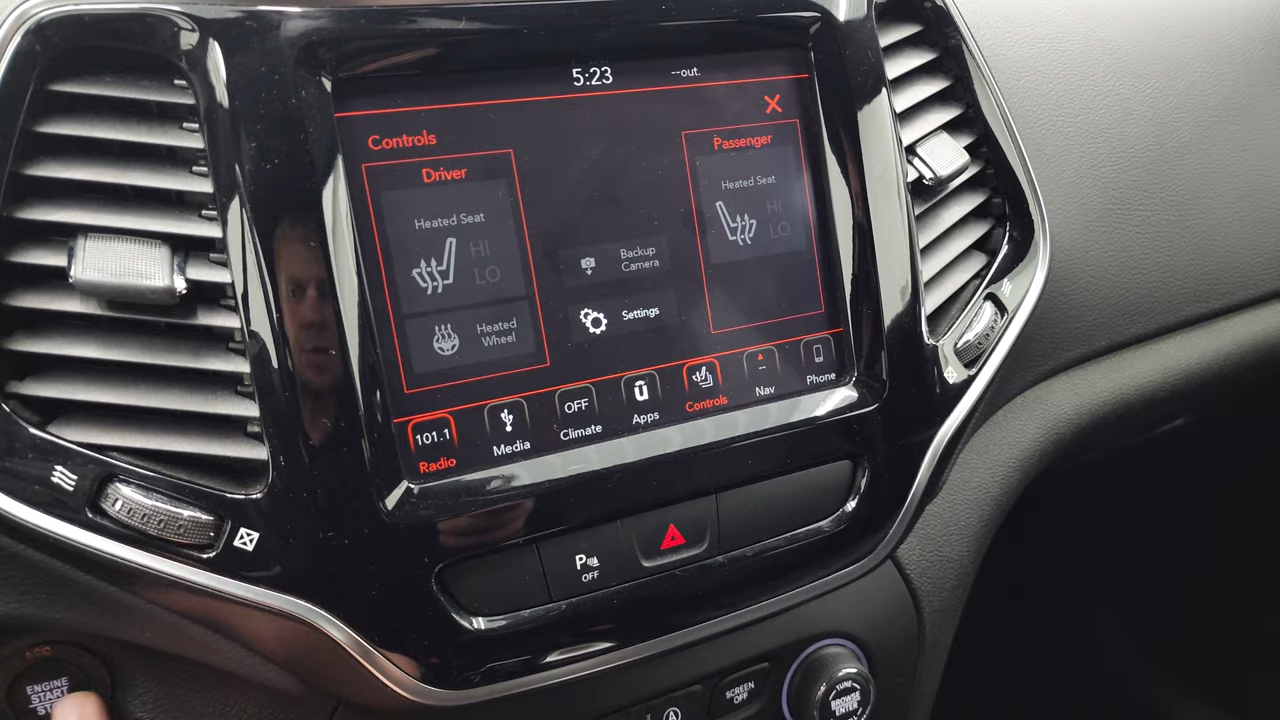 5:23
--out.
Controls
Driver
Heated Seat
HI
LO
Heated
Wheel
Backup
Camera
Settings
Passenger
Heated Seat
HI
LO
101.1
Radio
Media
OFF
Climate
Apps
Controls
--
Nav
Phone
P
OFF
ENGINE
START
SCREEN
OFF
A
TUNE
BROWSE
ENTER